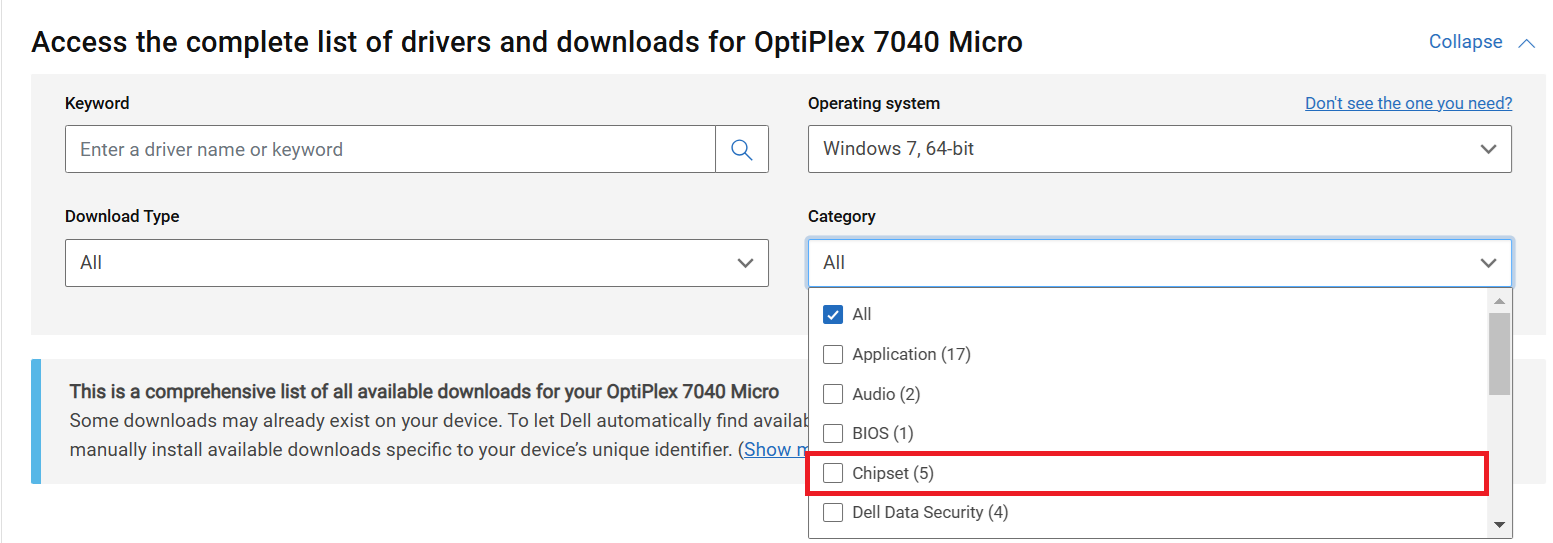 Access the complete list of drivers and downloads for OptiPlex 7040 Micro
Collapse
Keyword
Enter a driver name or keyword
Operating system
Don't see the one you need?
Windows 7, 64-bit
Download Type
All
Category
All
All
Application (17)
Audio (2)
BIOS (1)
Chipset (5)
Dell Data Security (4)
This is a comprehensive list of all available downloads for your OptiPlex 7040 Micro
Some downloads may already exist on your device. To let Dell automatically find
manually install available downloads specific to your device’s unique identifier. (Show